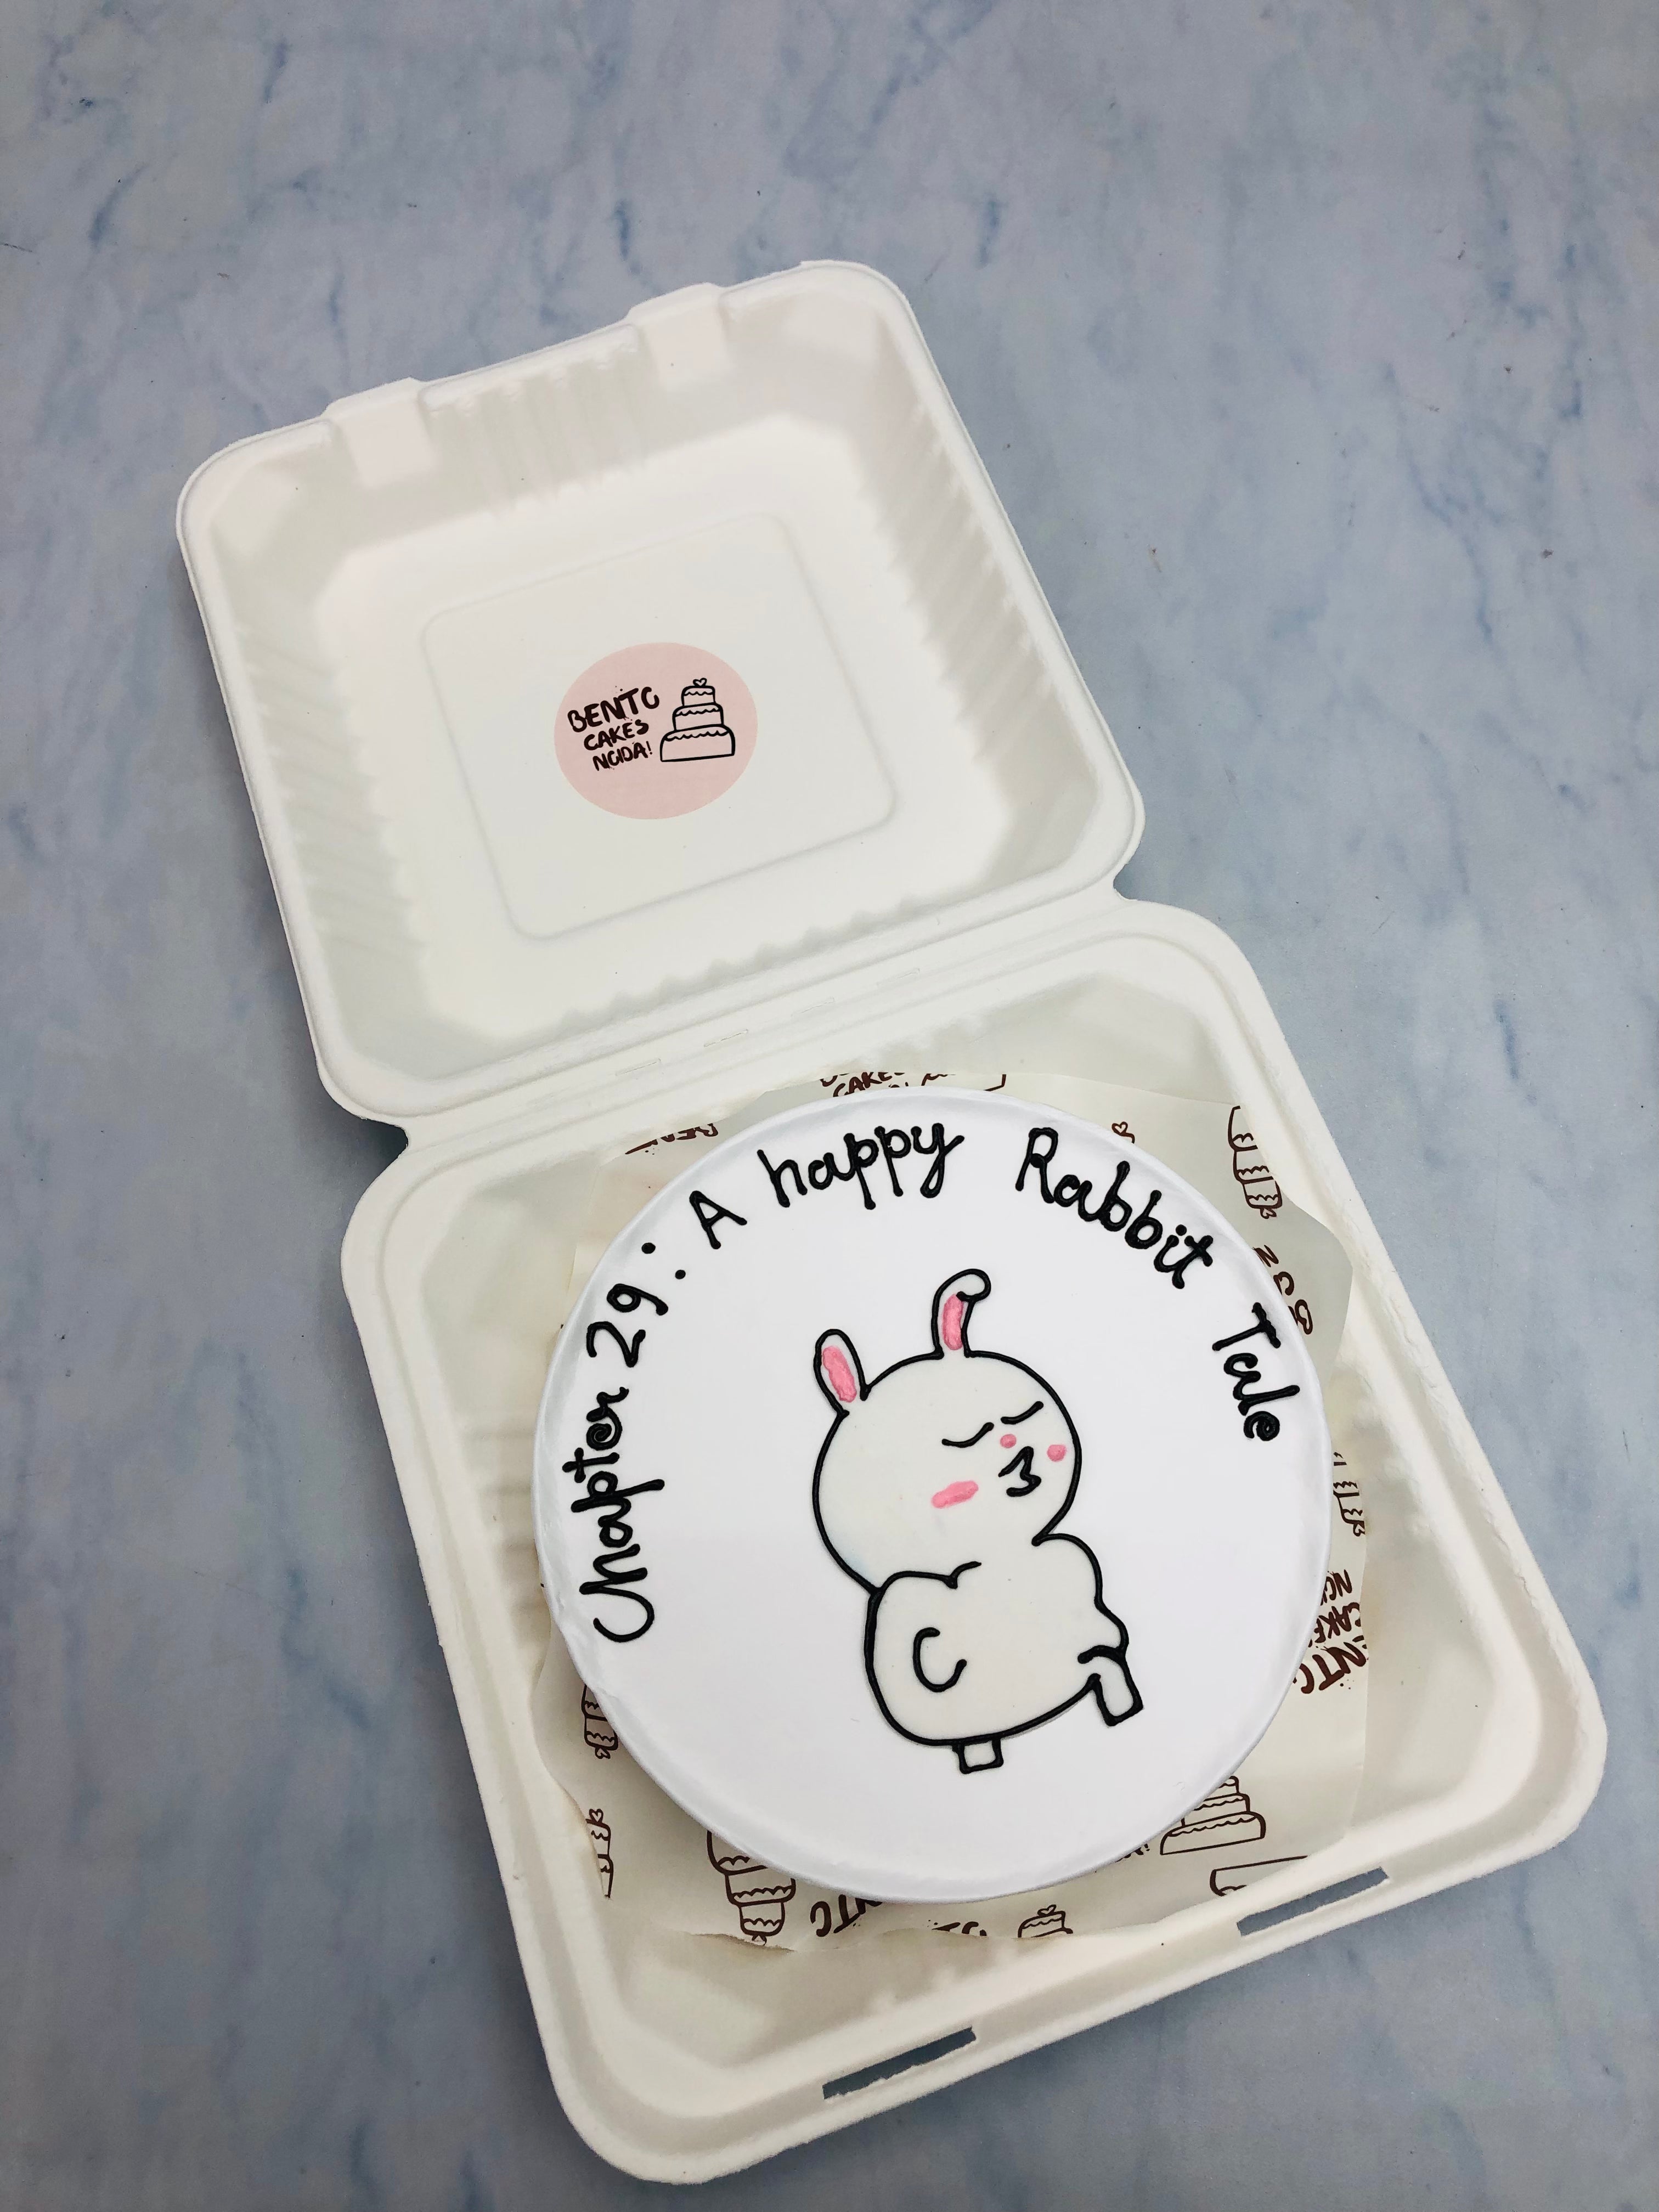 BENTO
CAKES
NOIDA!
Chapter 29: A happy Rabbit Tale